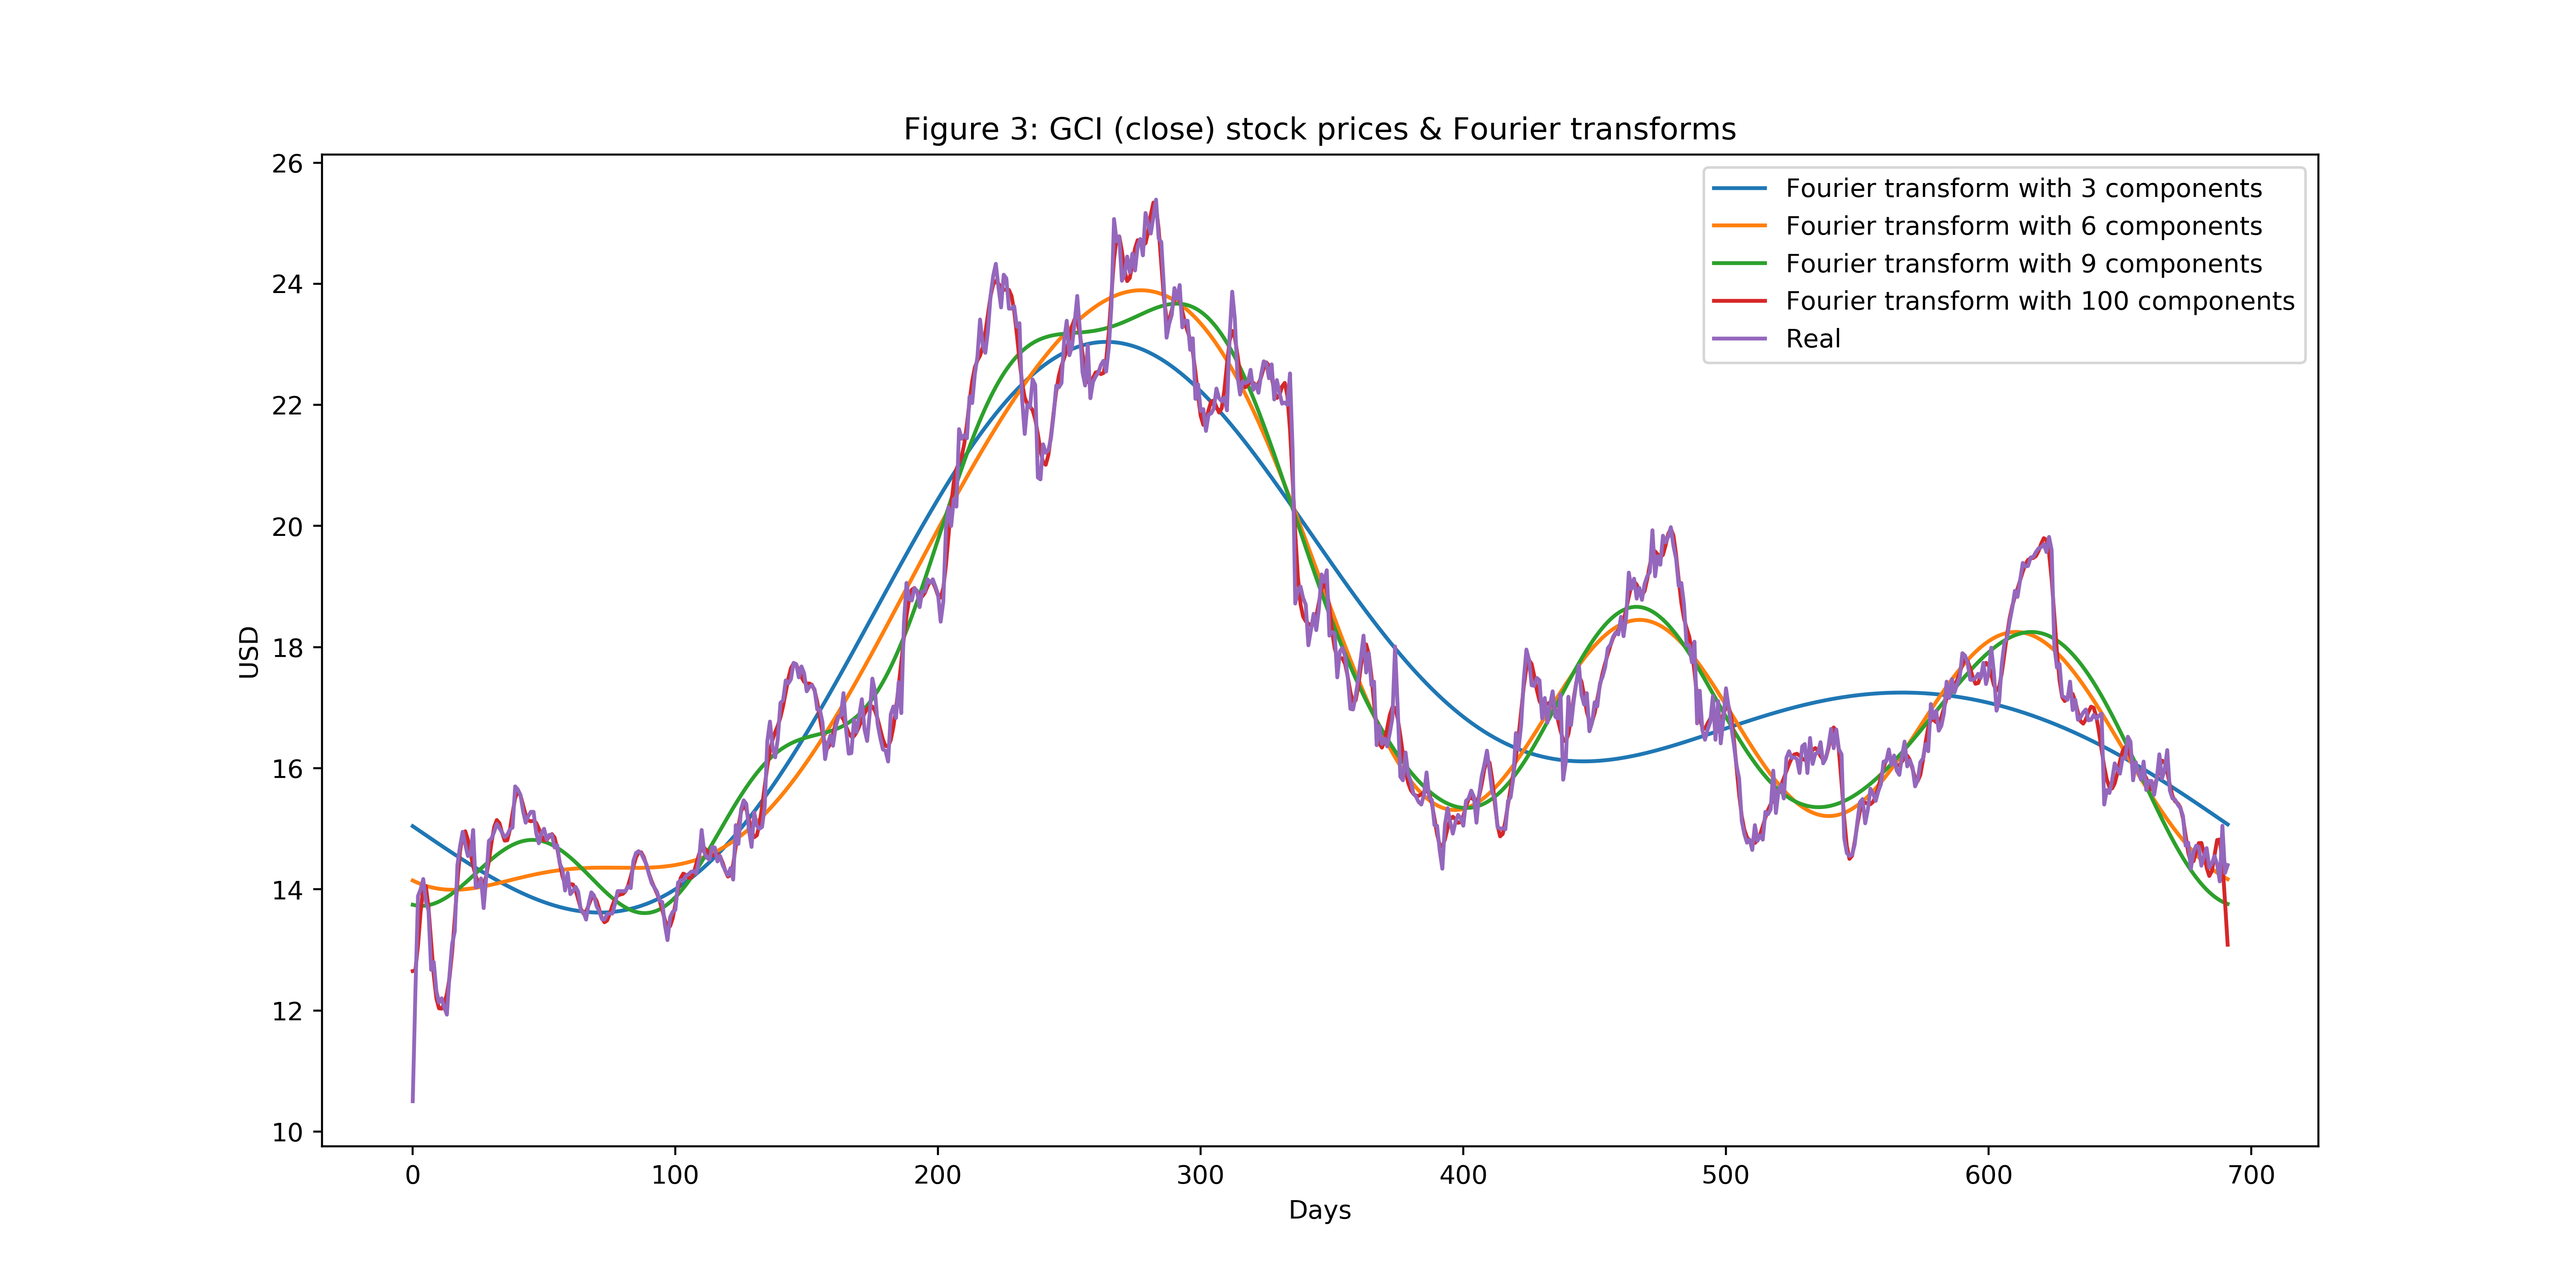 Figure 3: GCI (close) stock prices & Fourier transforms
26
24
22
20
18
16
14
12
10
USD
Fourier transform with 3 components
Fourier transform with 6 components
Fourier transform with 9 components
Fourier transform with 100 components
Real
0 100 200 300 400 500 600 700
Days